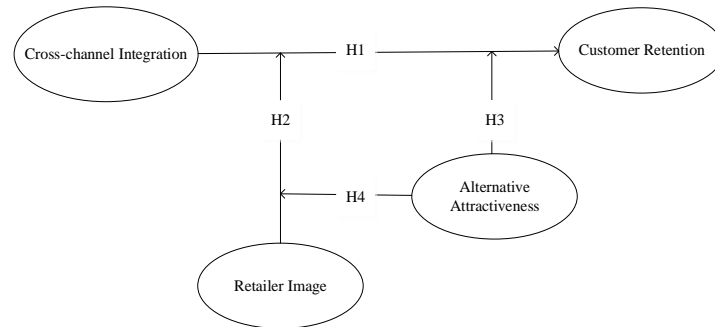 Cross-channel Integration
H1
Customer Retention
H2
H3
Alternative
Attractiveness
H4
Retailer Image